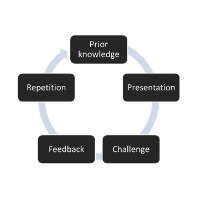 Prior
knowledge
Presentation
Challenge
Feedback
Repetition